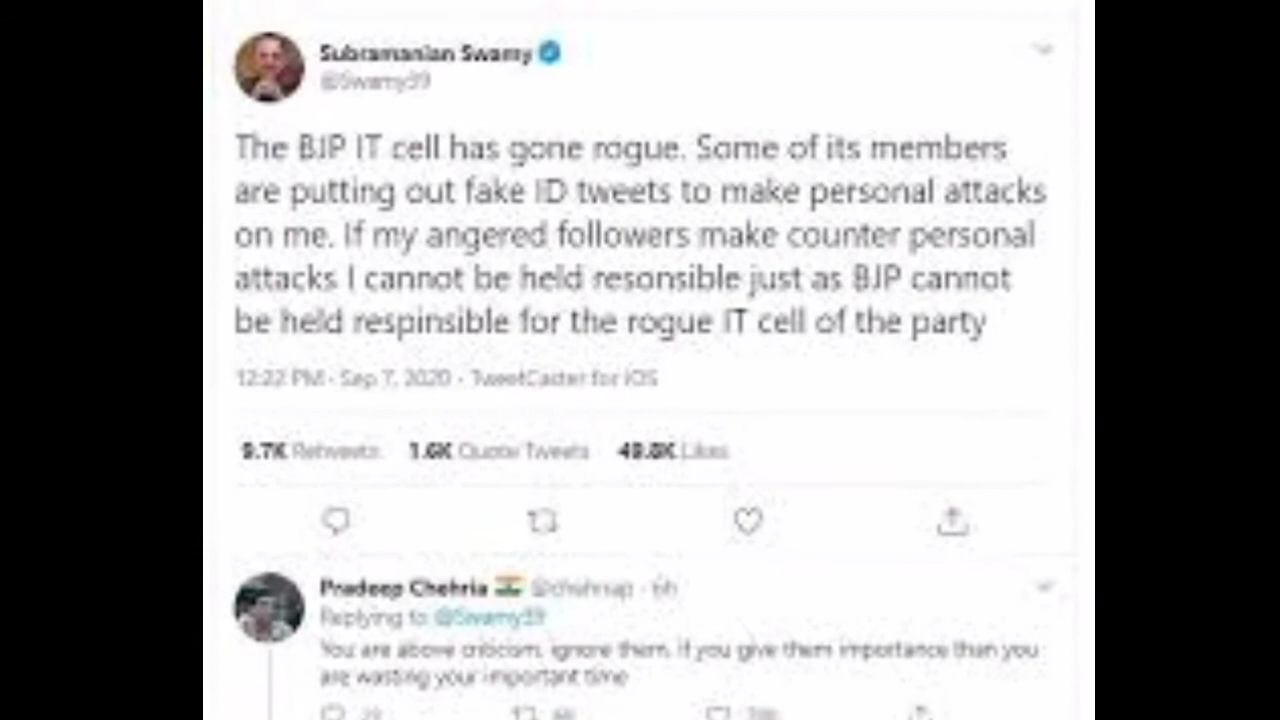 Subramanian Swamy
@Swamy39
The BJP IT cell has gone rogue. Some of its members
are putting out fake ID tweets to make personal attacks
on me. If my angered followers make counter personal
attacks I cannot be held resonsible just as BJP cannot
be held respinsible for the rogue IT cell of the party
12:22 PM · Sep 7, 2020 · TweetCaster for iOS
9.7K Retweets 1.6K Quote Tweets 49.8K Likes
Pradeep Chehria · 6h
Replying to @Swamy39
You are above criticism, ignore them. If you give them importance than you
are wasting your important time